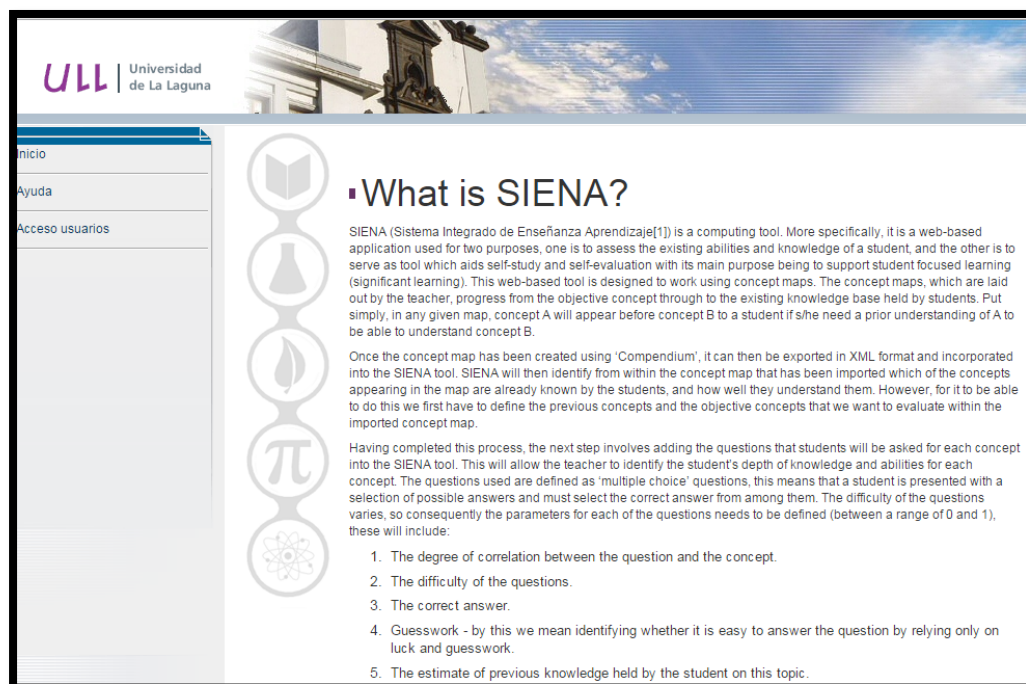 ULL
Universidad
de La Laguna
Inicio
Ayuda
Acceso usuarios
What is SIENA?
SIENA (Sistema Integrado de Enseñanza Aprendizaje[1]) is a computing tool. More specifically, it is a web-based
application used for two purposes, one is to assess the existing abilities and knowledge of a student, and the other is to
serve as tool which aids self-study and self-evaluation with its main purpose being to support student focused learning
(significant learning). This web-based tool is designed to work using concept maps. The concept maps, which are laid
out by the teacher, progress from the objective concept through to the existing knowledge base held by students. Put
simply, in any given map, concept A will appear before concept B to a student if s/he need a prior understanding of A to
be able to understand concept B.
Once the concept map has been created using ‘Compendium’, it can then be exported in XML format and incorporated
into the SIENA tool. SIENA will then identify from within the concept map that has been imported which of the concepts
appearing in the map are already known by the students, and how well they understand them. However, for it to be able
to do this we first have to define the previous concepts and the objective concepts that we want to evaluate within the
imported concept map.
Having completed this process, the next step involves adding the questions that students will be asked for each concept
into the SIENA tool. This will allow the teacher to identify the student's depth of knowledge and abilities for each
concept. The questions used are defined as ‘multiple choice’ questions, this means that a student is presented with a
selection of possible answers and must select the correct answer from among them. The difficulty of the questions
varies, so consequently the parameters for each of the questions needs to be defined (between a range of 0 and 1),
these will include:
1. The degree of correlation between the question and the concept.
2. The difficulty of the questions.
3. The correct answer.
4. Guesswork - by this we mean identifying whether it is easy to answer the question by relying only on
luck and guesswork.
5. The estimate of previous knowledge held by the student on this topic.
π